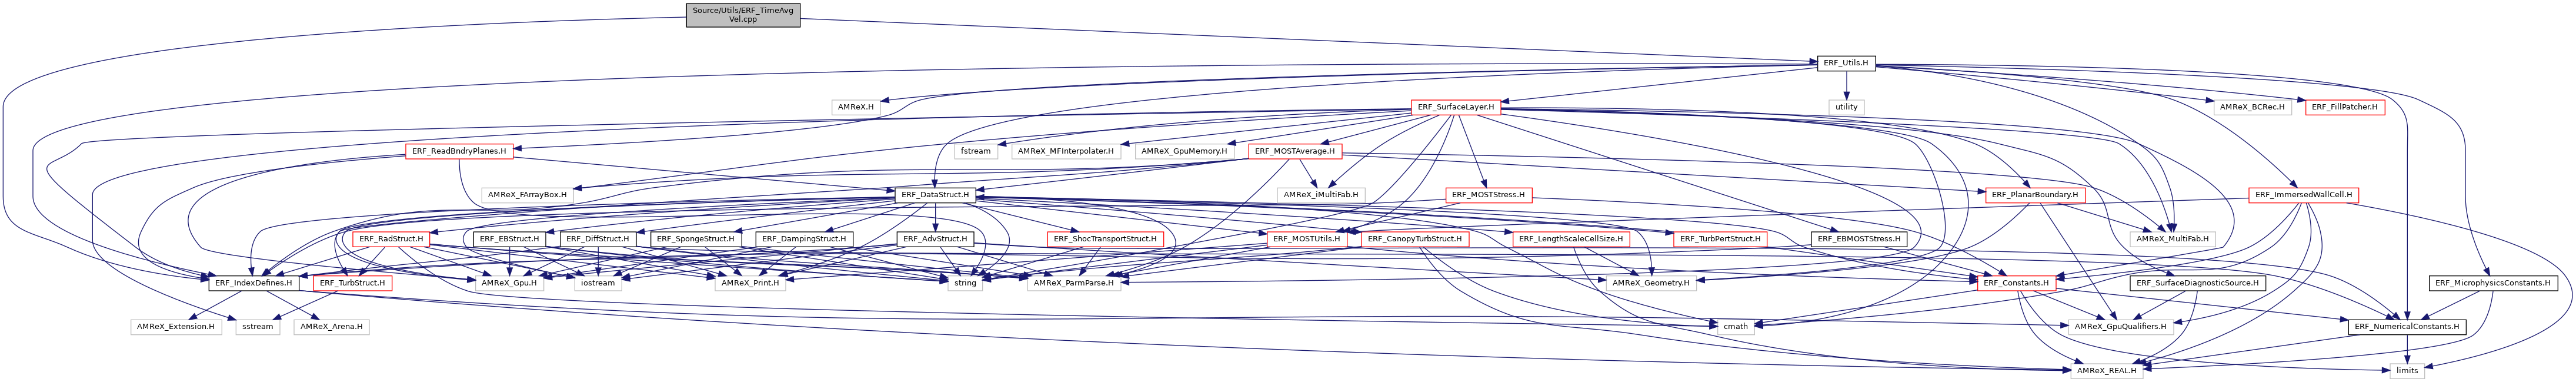 Source/Utils/ERF_TimeAvg
Vel.cpp
ERF_Utils.H
AMReX.H
ERF_SurfaceLayer.H
utility
AMReX_BCRec.H
ERF_FillPatcher.H
ERF_ReadBndryPlanes.H
fstream
AMReX_MFInterpolater.H
AMReX_GpuMemory.H
ERF_MOSTAverage.H
AMReX_FArrayBox.H
ERF_DataStruct.H
AMReX_iMultiFab.H
ERF_MOSTStress.H
ERF_PlanarBoundary.H
ERF_ImmersedWallCell.H
ERF_RadStruct.H
ERF_EBStruct.H
ERF_DiffStruct.H
ERF_SpongeStruct.H
ERF_DampingStruct.H
ERF_AdvStruct.H
ERF_ShocTransportStruct.H
ERF_MOSTUtils.H
ERF_CanopyTurbStruct.H
ERF_LengthScaleCellSize.H
ERF_TurbPertStruct.H
ERF_EBMOSTStress.H
AMReX_MultiFab.H
ERF_IndexDefines.H
ERF_TurbStruct.H
AMReX_Gpu.H
iostream
AMReX_Print.H
string
AMReX_ParmParse.H
AMReX_Geometry.H
ERF_Constants.H
ERF_SurfaceDiagnosticSource.H
ERF_MicrophysicsConstants.H
AMReX_Extension.H
sstream
AMReX_Arena.H
cmath
AMReX_GpuQualifiers.H
ERF_NumericalConstants.H
AMReX_REAL.H
limits